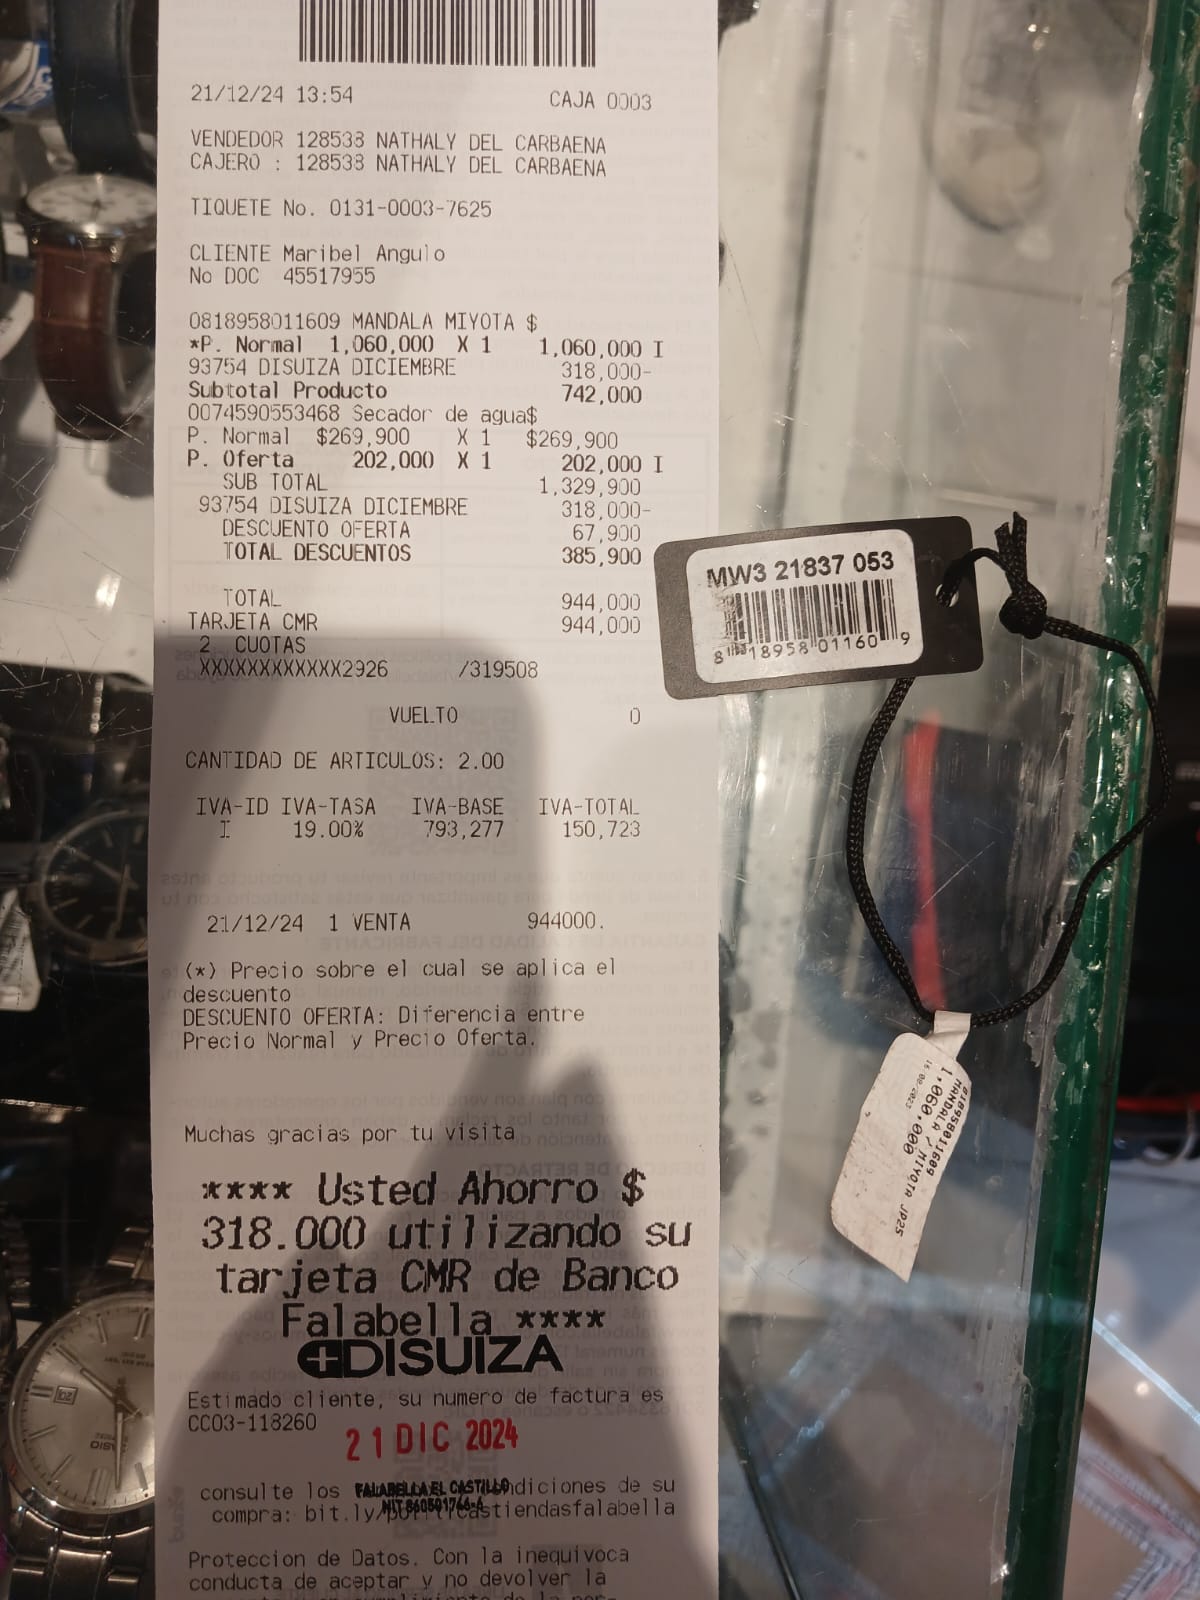 21/12/24 13:54 CAJA 0003
VENDEDOR 128538 NATHALY DEL CARBAENA
CAJERO : 128538 NATHALY DEL CARBAENA
TIQUETE No. 0131-0003-7625
CLIENTE Maribel Angulo
No DOC 45517955
0818958011609 MANDALA MIYOTA $
*P. Normal 1,060,000 X 1 1,060,000 I
93754 DISUIZA DICIEMBRE 318,000-
Subtotal Producto 742,000
0074590553468 Secador de agua$
P. Normal $269,900 X 1 $269,900
P. Oferta 202,000 X 1 202,000 I
SUB TOTAL 1,329,900
93754 DISUIZA DICIEMBRE 318,000-
DESCUENTO OFERTA 67,900
TOTAL DESCUENTOS 385,900
TOTAL 944,000
TARJETA CMR 944,000
2 CUOTAS
XXXXXXXXXXXX2926 /319508
VUELTO 0
CANTIDAD DE ARTICULOS: 2.00
IVA-ID IVA-TASA IVA-BASE IVA-TOTAL
I 19.00% 793,277 150,723
21/12/24 1 VENTA 944000.
(*) Precio sobre el cual se aplica el
descuento
DESCUENTO OFERTA: Diferencia entre
Precio Normal y Precio Oferta.
Muchas gracias por tu visita
**** Usted Ahorro $
318.000 utilizando su
tarjeta CMR de Banco
Falabella ****
DISUIZA
Estimado cliente, su numero de factura es
CC03-118260
21 DIC 2024
FALABELLA EL CASTILLO
consulte los diciones de su
compra: bit.ly/ castiendasfalabella
Proteccion de Datos. Con la inequivoca
conducta de aceptar y no devolver la
MW3 21837 053
8 18958 01160 9
MANDALA / MIYOTA JP25
1,060,000
CASIO